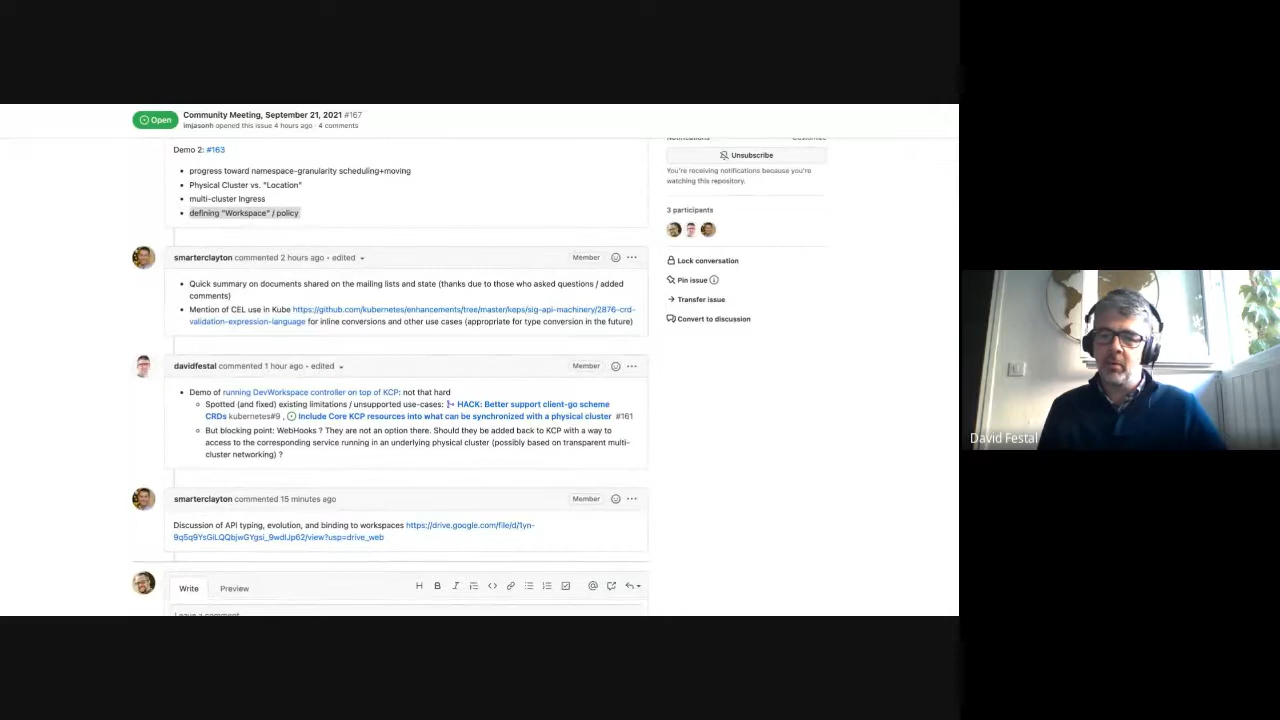 Open
Community Meeting, September 21, 2021 #167
imjasonh opened this issue 4 hours ago · 4 comments
Demo 2: #163
• progress toward namespace-granularity scheduling+moving
• Physical Cluster vs. "Location"
• multi-cluster Ingress
• defining "Workspace" / policy
smarterclayton commented 2 hours ago • edited
Member
• Quick summary on documents shared on the mailing lists and state (thanks due to those who asked questions / added
comments)
• Mention of CEL use in Kube https://github.com/kubernetes/enhancements/tree/master/keps/sig-api-machinery/2876-crd-
validation-expression-language for inline conversions and other use cases (appropriate for type conversion in the future)
davidfestal commented 1 hour ago • edited
Member
• Demo of running DevWorkspace controller on top of KCP: not that hard
Spotted (and fixed) existing limitations / unsupported use-cases: HACK: Better support client-go scheme
CRDs kubernetes#9 , Include Core KCP resources into what can be synchronized with a physical cluster #161
But blocking point: WebHooks ? They are not an option there. Should they be added back to KCP with a way to
access to the corresponding service running in an underlying physical cluster (possibly based on transparent multi-
cluster networking) ?
smarterclayton commented 15 minutes ago
Member
Discussion of API typing, evolution, and binding to workspaces https://drive.google.com/file/d/1yn-
9q5q9YsGiLQQbjwGYgsi_9wdlJp62/view?usp=drive_web
Write
Preview
H B I
Leave a comment
Notifications
Customize
Unsubscribe
You're receiving notifications because you're
watching this repository.
3 participants
Lock conversation
Pin issue
Transfer issue
Convert to discussion
David Festal